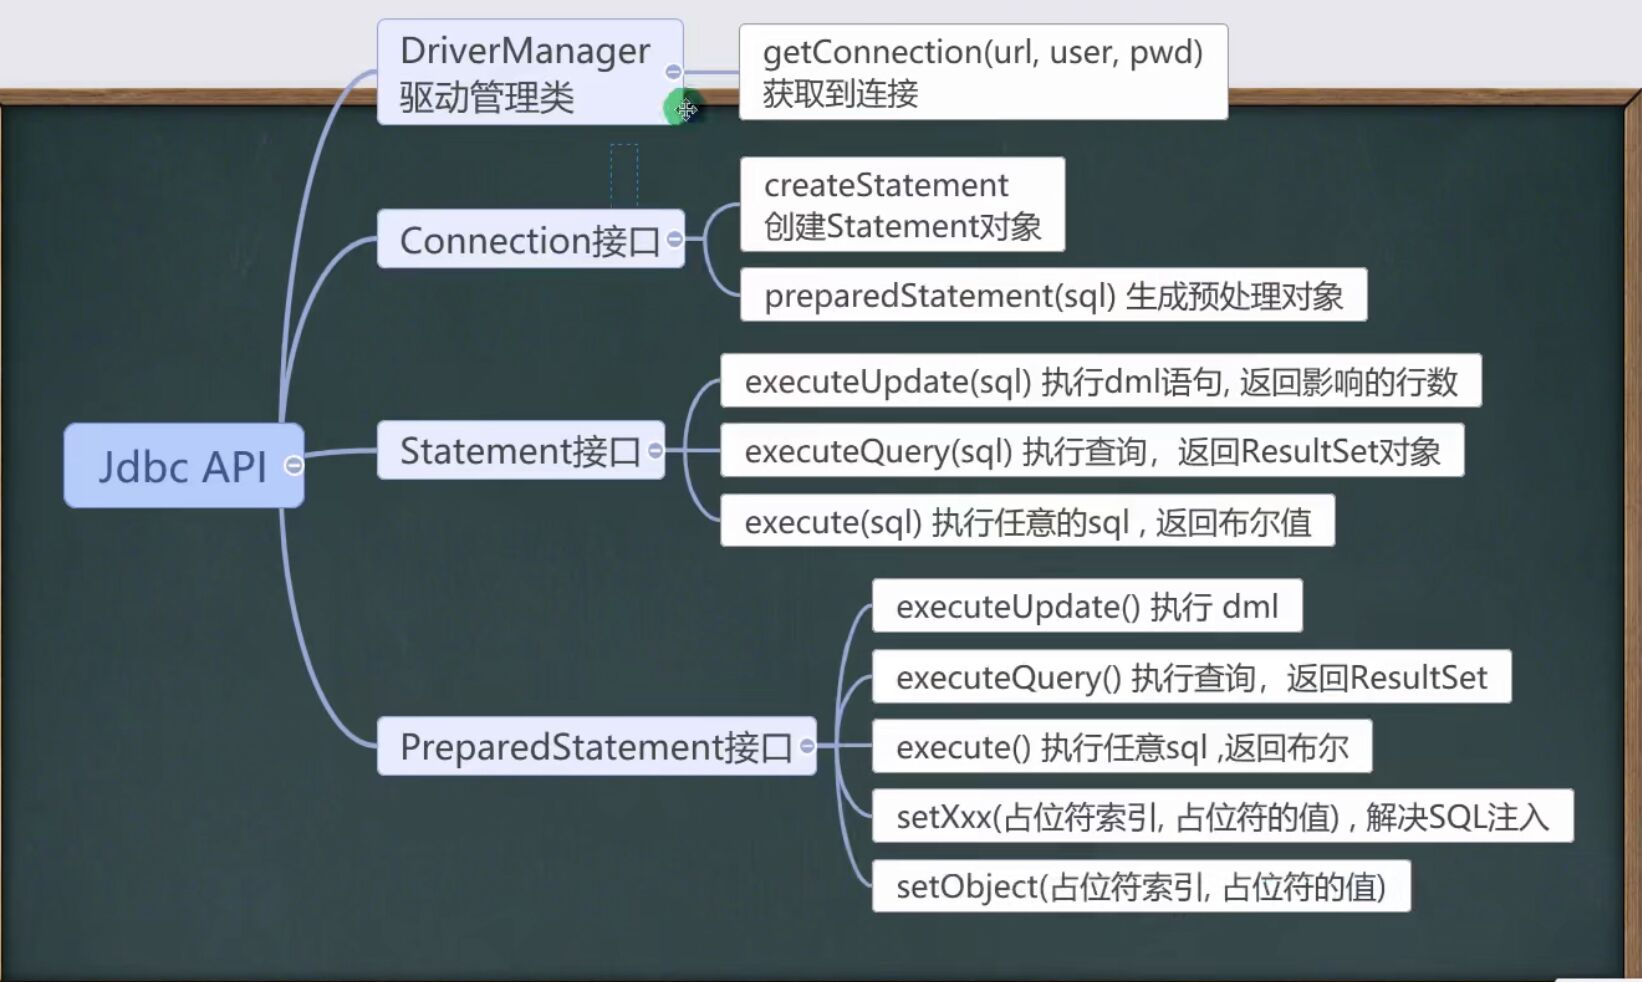 DriverManager
驱动管理类
getConnection(url, user, pwd)
获取到连接
Connection接口
createStatement
创建Statement对象
preparedStatement(sql) 生成预处理对象
Jdbc API
Statement接口
executeUpdate(sql) 执行dml语句, 返回影响的行数
executeQuery(sql) 执行查询，返回ResultSet对象
execute(sql) 执行任意的sql , 返回布尔值
PreparedStatement接口
executeUpdate() 执行 dml
executeQuery() 执行查询，返回ResultSet
execute() 执行任意sql ,返回布尔
setXxx(占位符索引, 占位符的值) , 解决SQL注入
setObject(占位符索引, 占位符的值)